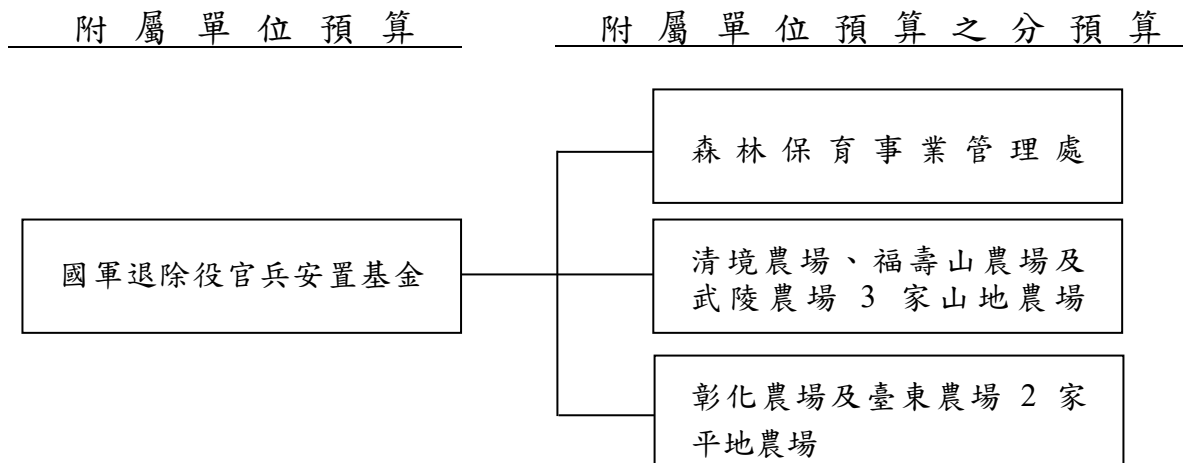 附屬單位預算
附屬單位預算之分預算
森林保育事業管理處
國軍退除役官兵安置基金
清境農場、福壽山農場及
武陵農場 3 家山地農場
彰化農場及臺東農場 2 家
平地農場